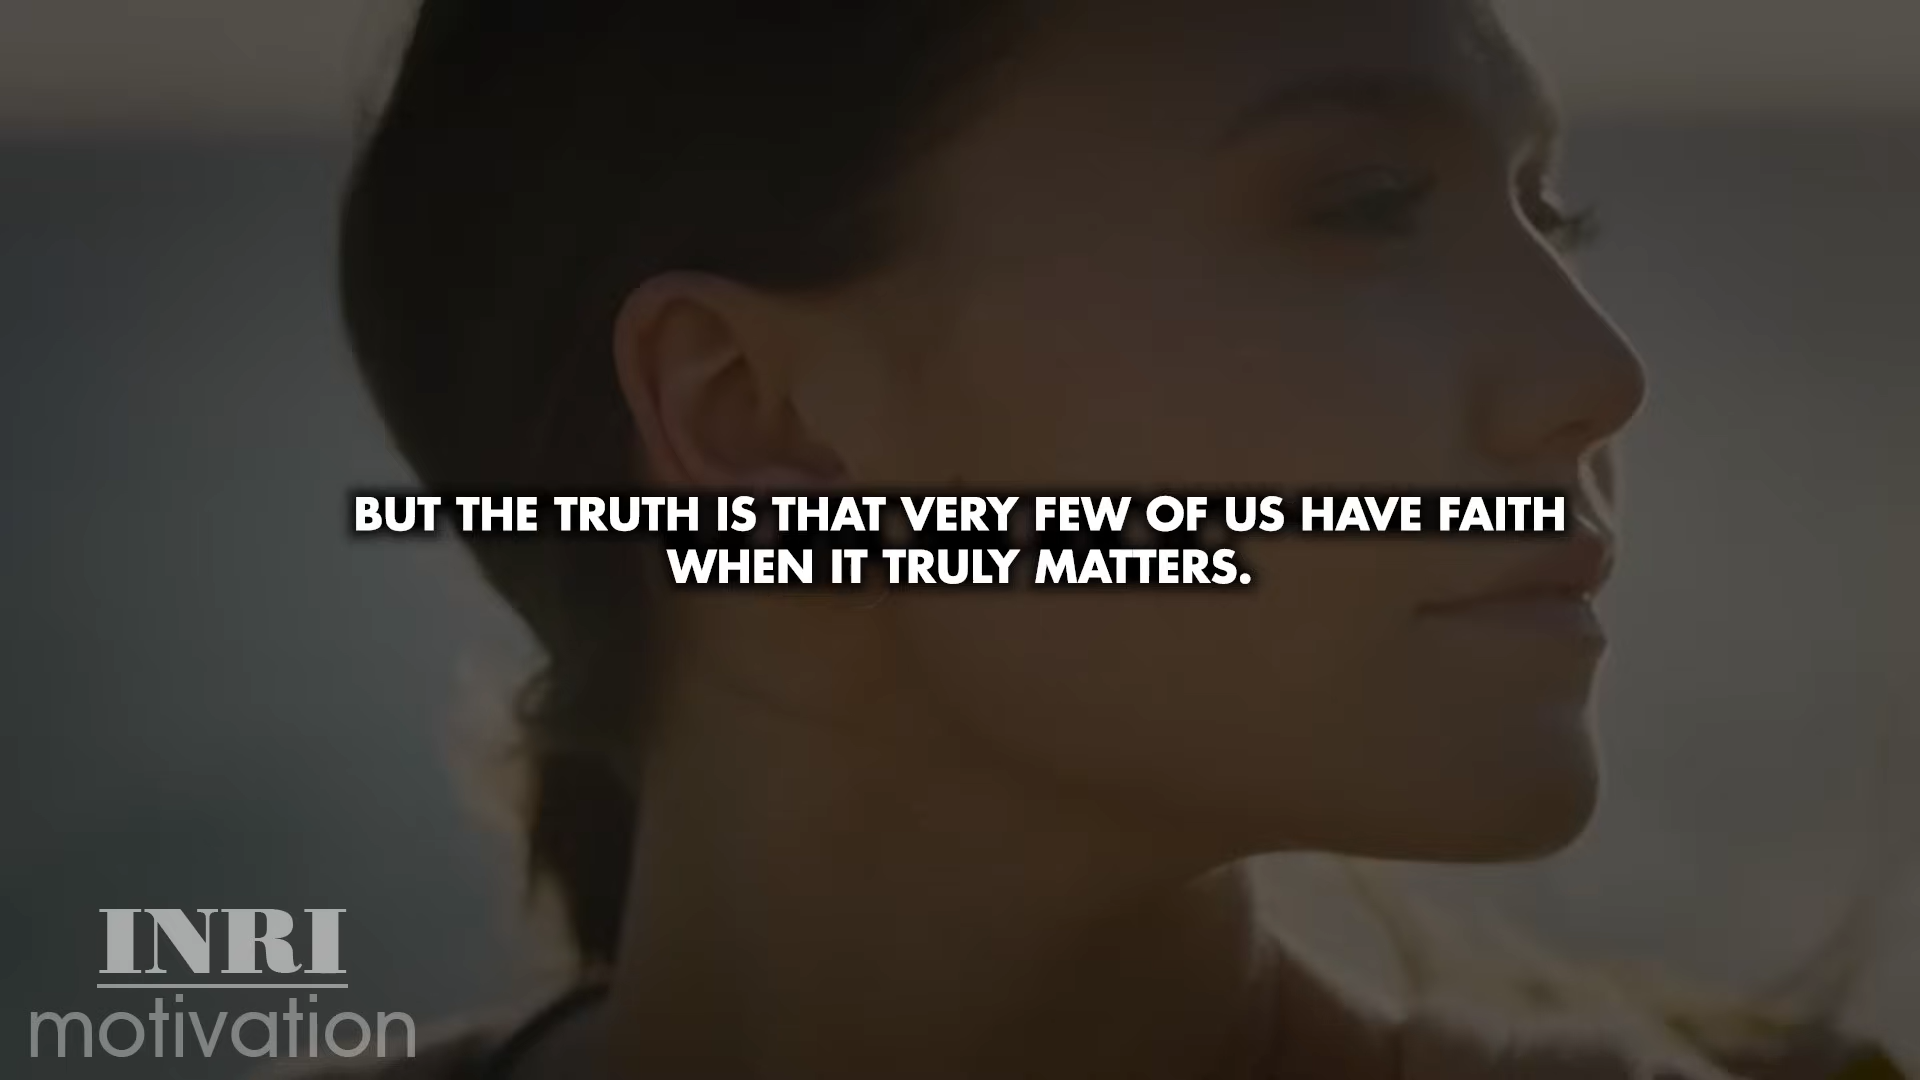 BUT THE TRUTH IS THAT VERY FEW OF US HAVE FAITH
WHEN IT TRULY MATTERS.
INRI
motivation